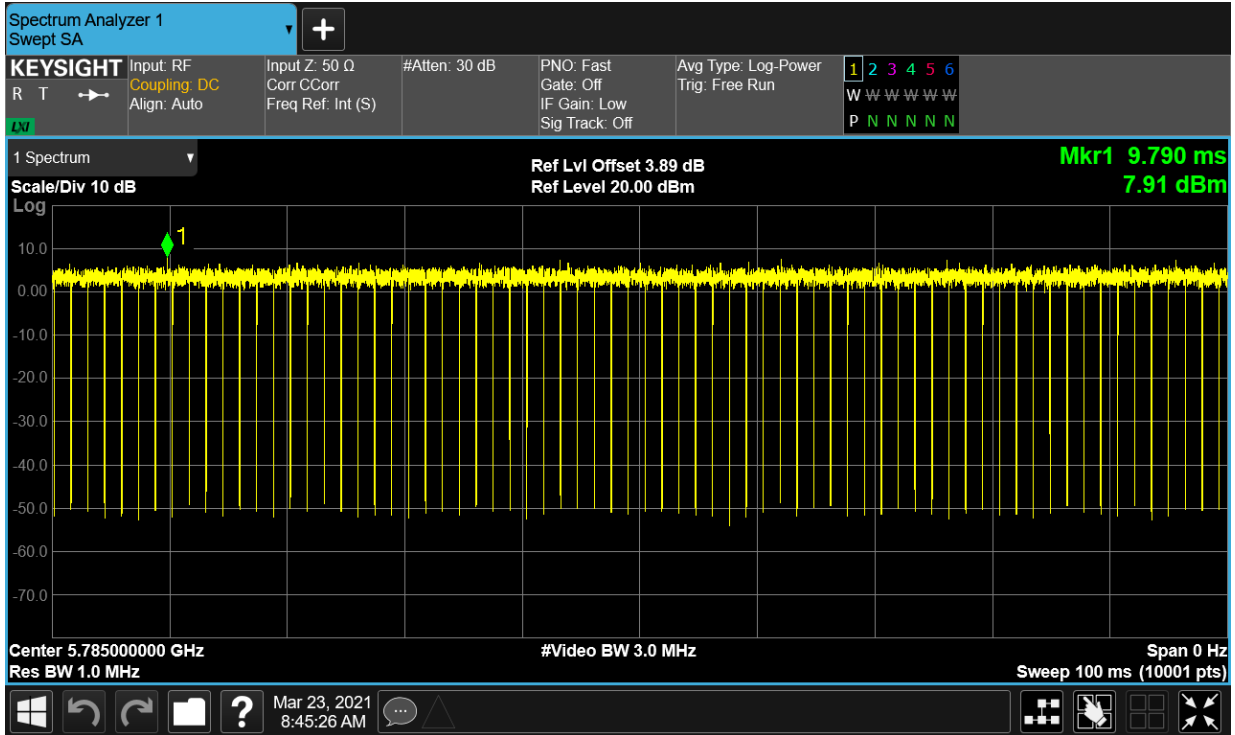 Spectrum Analyzer 1
Swept SA
KEYSIGHT
R T
LXI
Input: RF
Coupling: DC
Align: Auto
Input Z: 50 Ω
Corr CCorr
Freq Ref: Int (S)
#Atten: 30 dB
PNO: Fast
Gate: Off
IF Gain: Low
Sig Track: Off
Avg Type: Log-Power
Trig: Free Run
1 2 3 4 5 6
W W W W W W
P N N N N N
1 Spectrum
Scale/Div 10 dB
Log
Ref Lvl Offset 3.89 dB
Ref Level 20.00 dBm
Mkr1 9.790 ms
7.91 dBm
1
10.0
0.00
-10.0
-20.0
-30.0
-40.0
-50.0
-60.0
-70.0
Center 5.785000000 GHz
Res BW 1.0 MHz
#Video BW 3.0 MHz
Span 0 Hz
Sweep 100 ms (10001 pts)
?
Mar 23, 2021
8:45:26 AM